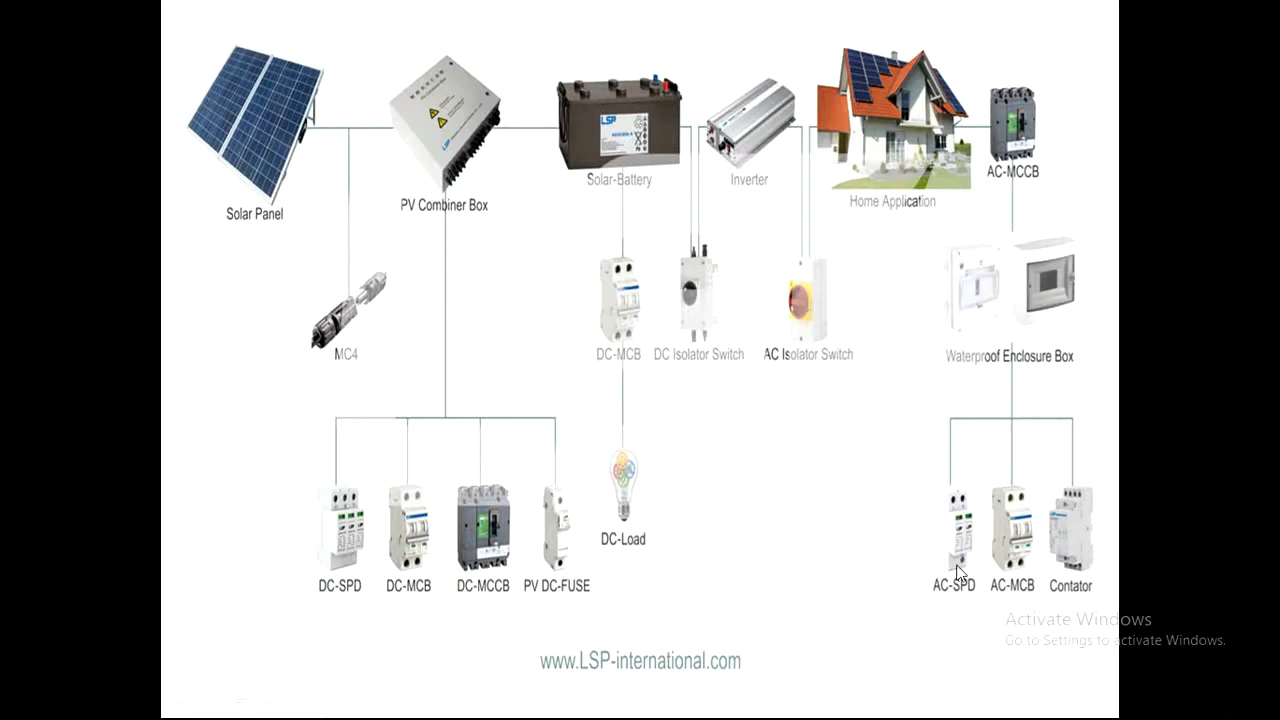 LSP
Solar-Battery
Inverter
AC-MCCB
Home Application
PV Combiner Box
Solar Panel
MC4
DC-MCB
DC Isolator Switch
AC Isolator Switch
Waterproof Enclosure Box
DC-Load
DC-SPD
DC-MCB
DC-MCCB
PV DC-FUSE
AC-SPD
AC-MCB
Contator
Activate Windows
Go to Settings to activate Windows.
www.LSP-international.com